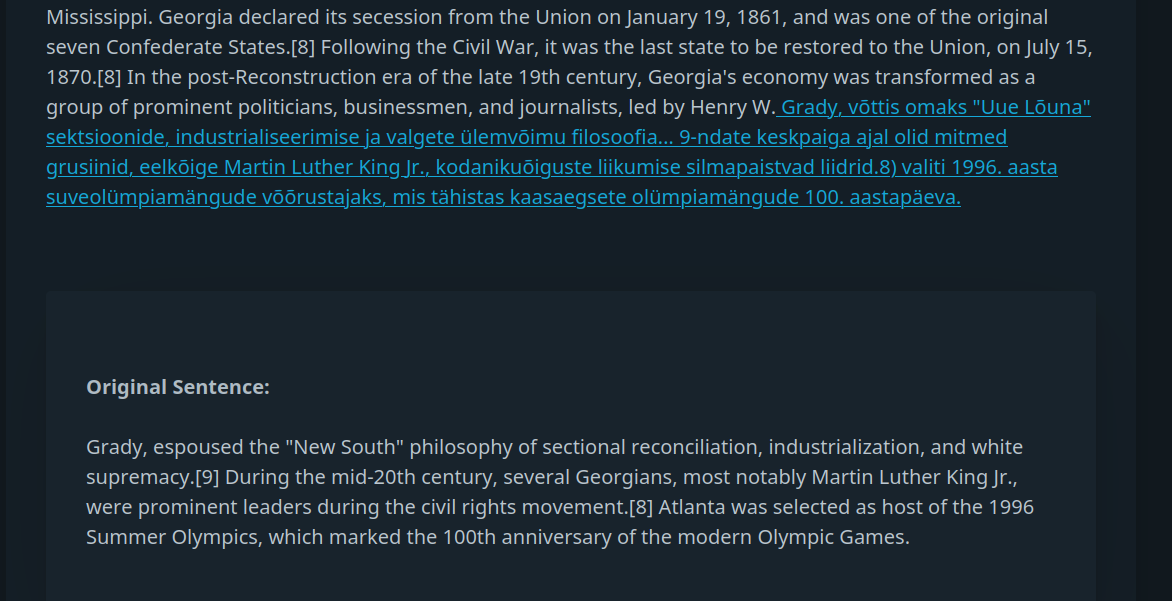 Mississippi. Georgia declared its secession from the Union on January 19, 1861, and was one of the original
seven Confederate States.[8] Following the Civil War, it was the last state to be restored to the Union, on July 15,
1870.[8] In the post-Reconstruction era of the late 19th century, Georgia's economy was transformed as a
group of prominent politicians, businessmen, and journalists, led by Henry W. Grady, võttis omaks "Uue Lõuna"
sektsioonide, industrialiseerimise ja valgete ülemvõimu filosoofia... 9-ndate keskpaiga ajal olid mitmed
grusiinid, eelkõige Martin Luther King Jr., kodanikuõiguste liikumise silmapaistvad liidrid.8) valiti 1996. aasta
suveolümpiamängude võõrustajaks, mis tähistas kaasaegsete olümpiamängude 100. aastapäeva.
Original Sentence:
Grady, espoused the "New South" philosophy of sectional reconciliation, industrialization, and white
supremacy.[9] During the mid-20th century, several Georgians, most notably Martin Luther King Jr.,
were prominent leaders during the civil rights movement.[8] Atlanta was selected as host of the 1996
Summer Olympics, which marked the 100th anniversary of the modern Olympic Games.